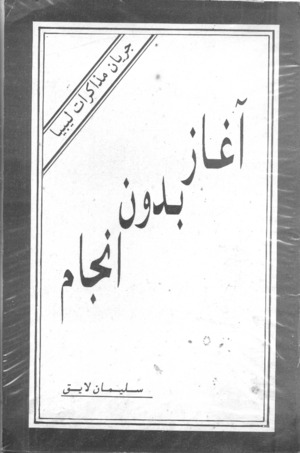 جریان مذاکرات لیبیا
آغاز
بدون
انجام
سلیمان لایق